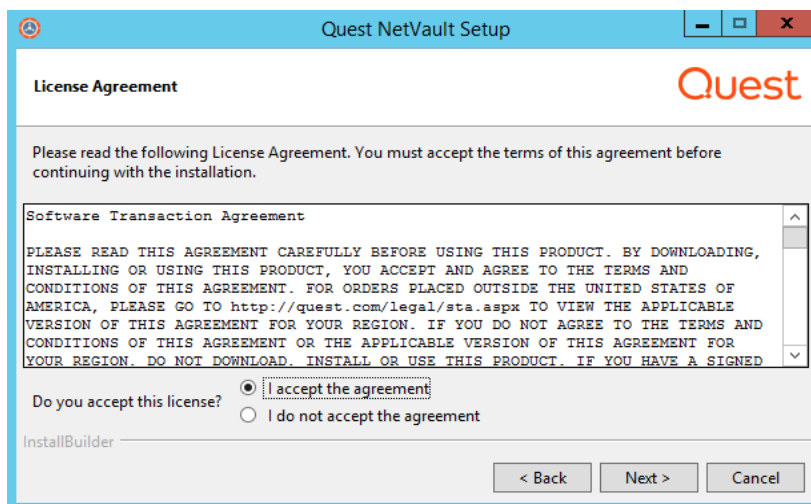 Quest NetVault Setup
License Agreement
Quest
Please read the following License Agreement. You must accept the terms of this agreement before
continuing with the installation.
Software Transaction Agreement
PLEASE READ THIS AGREEMENT CAREFULLY BEFORE USING THIS PRODUCT. BY DOWNLOADING,
INSTALLING OR USING THIS PRODUCT, YOU ACCEPT AND AGREE TO THE TERMS AND
CONDITIONS OF THIS AGREEMENT. FOR ORDERS PLACED OUTSIDE THE UNITED STATES OF
AMERICA, PLEASE GO TO http://quest.com/legal/sta.aspx TO VIEW THE APPLICABLE
VERSION OF THIS AGREEMENT FOR YOUR REGION. IF YOU DO NOT AGREE TO THE TERMS AND
CONDITIONS OF THIS AGREEMENT OR THE APPLICABLE VERSION OF THIS AGREEMENT FOR
YOUR REGION, DO NOT DOWNLOAD, INSTALL OR USE THIS PRODUCT. IF YOU HAVE A SIGNED
Do you accept this license?
I accept the agreement
I do not accept the agreement
InstallBuilder
< Back
Next >
Cancel